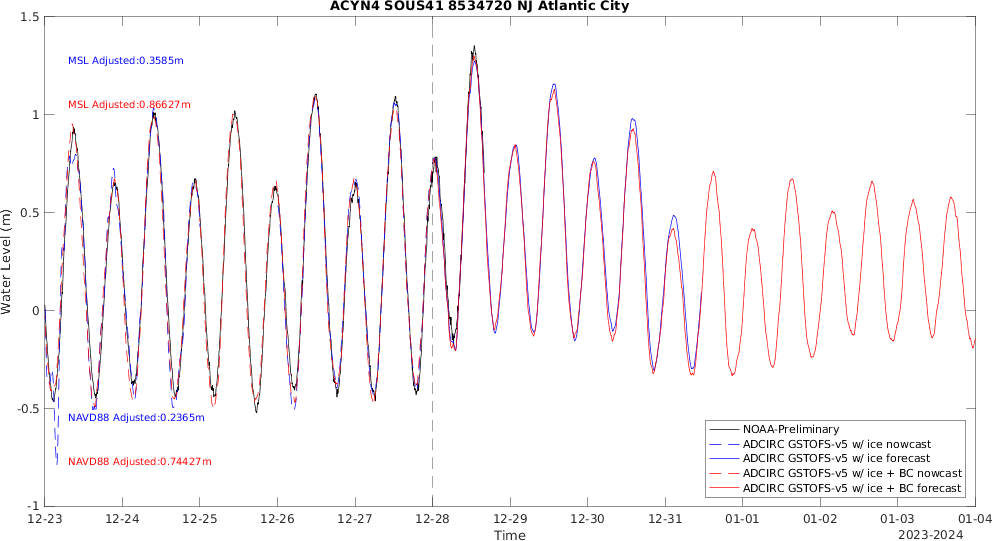 ACYN4 SOUS41 8534720 NJ Atlantic City
1.5
MSL Adjusted:0.3585m
MSL Adjusted:0.86627m
1
0.5
Water Level (m)
0
-0.5
NAVD88 Adjusted:0.2365m
NAVD88 Adjusted:0.74427m
-1
NOAA-Preliminary
ADCIRC GSTOFS-v5 w/ ice nowcast
ADCIRC GSTOFS-v5 w/ ice forecast
ADCIRC GSTOFS-v5 w/ ice + BC nowcast
ADCIRC GSTOFS-v5 w/ ice + BC forecast
12-23 12-24 12-25 12-26 12-27 12-28 12-29 12-30 12-31 01-01 01-02 01-03 01-04
Time
2023-2024